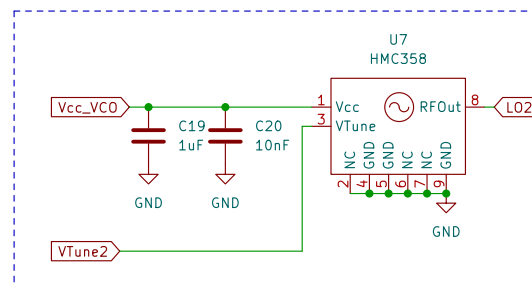 U7
HMC358
Vcc_VCO
1
Vcc
RFOut
8
LO2
3
VTune
C19
1uF
C20
10nF
NC
GND
GND
NC
NC
GND
2
4
5
6
7
9
GND
GND
GND
VTune2